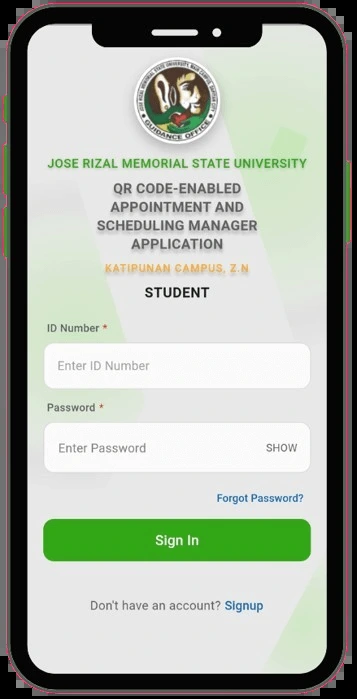 GUIDANCE OFFICE
JOSE RIZAL MEMORIAL STATE UNIVERSITY
QR CODE-ENABLED
APPOINTMENT AND
SCHEDULING MANAGER
APPLICATION
KATIPUNAN CAMPUS, Z.N
STUDENT
ID Number *
Enter ID Number
Password *
Enter Password
SHOW
Forgot Password?
Sign In
Don't have an account? Signup